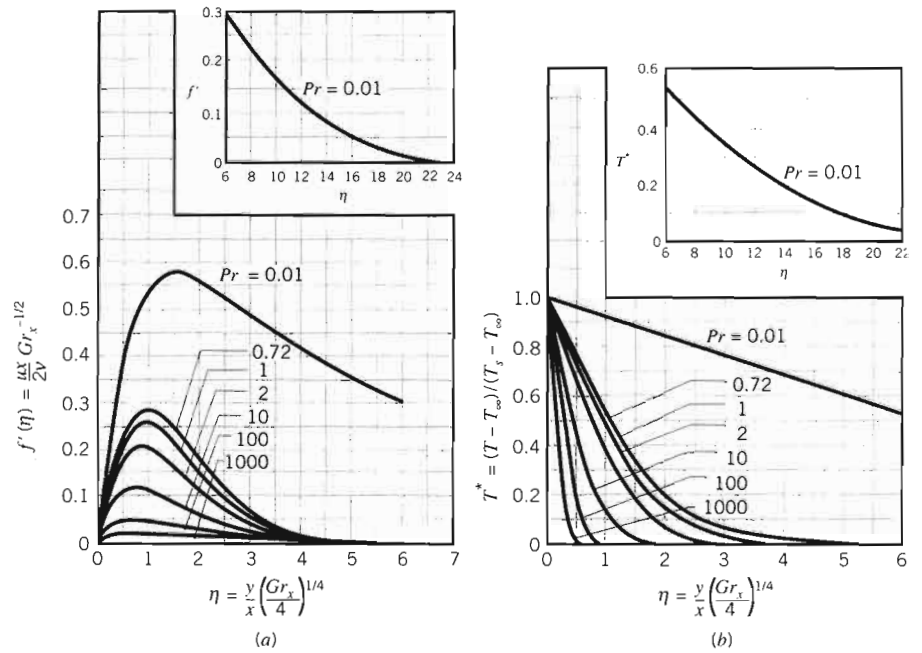 0.3
0.2
f'
0.1
0
Pr = 0.01
6 8 10 12 14 16 18 20 22 24
η
0.7
0.6
0.5
0.4
0.3
0.2
0.1
0
f'(η) = ux/2ν Gr_x^−1/2
Pr = 0.01
0.72
1
2
10
100
1000
0 1 2 3 4 5 6 7
η = y/x (Gr_x/4)^1/4
(a)
0.6
0.4
T*
0.2
0
Pr = 0.01
6 8 10 12 14 16 18 20 22
η
1.0
0.8
0.6
0.4
0.2
0
T* = (T − T∞)/(Ts − T∞)
Pr = 0.01
0.72
1
2
10
100
1000
0 1 2 3 4 5 6
η = y/x (Gr_x/4)^1/4
(b)